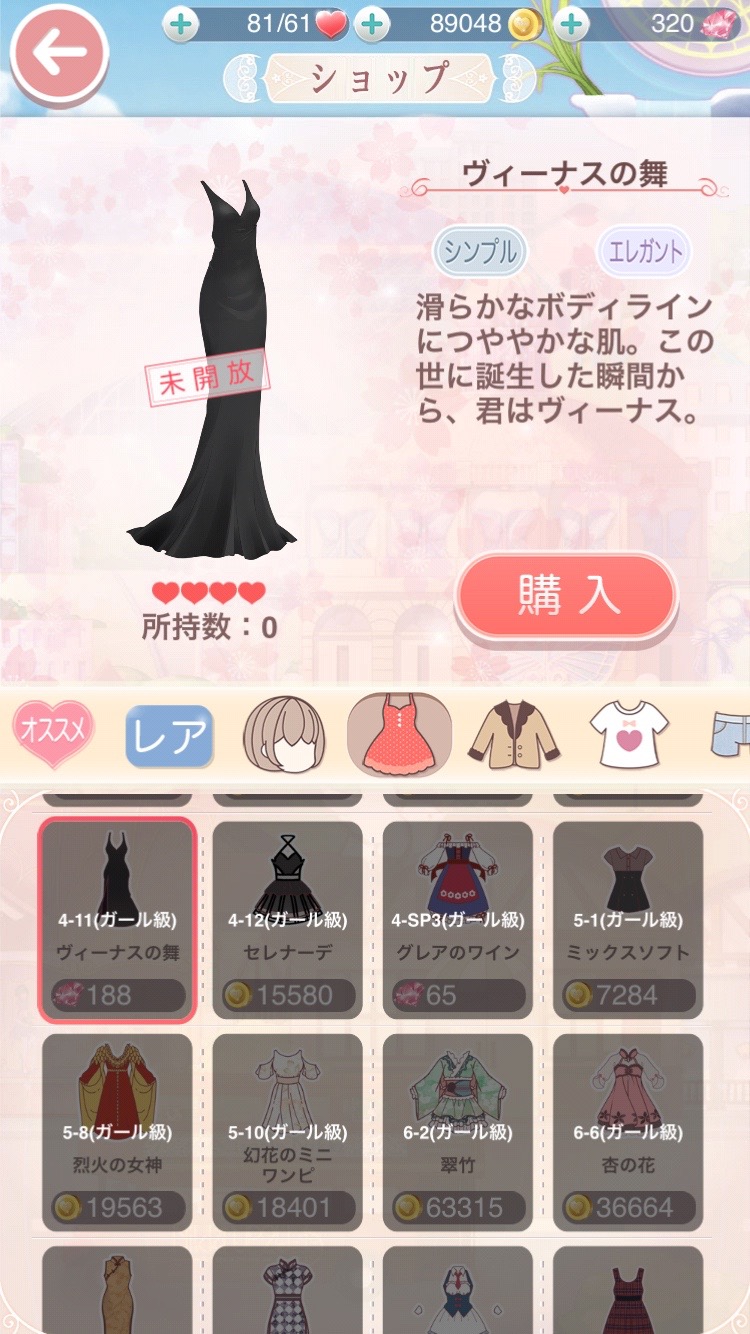 81/61
89048
320
ショップ
ヴィーナスの舞
シンプル
エレガント
滑らかなボディライン
につややかな肌。この
世に誕生した瞬間か
ら、君はヴィーナス。
未開放
所持数：0
購入
オススメ
レア
4-11(ガール級)
ヴィーナスの舞
188
4-12(ガール級)
セレナーデ
15580
4-SP3(ガール級)
グレアのワイン
65
5-1(ガール級)
ミックスソフト
7284
5-8(ガール級)
烈火の女神
19563
5-10(ガール級)
幻花のミニ
ワンピ
18401
6-2(ガール級)
翠竹
63315
6-6(ガール級)
杏の花
36664